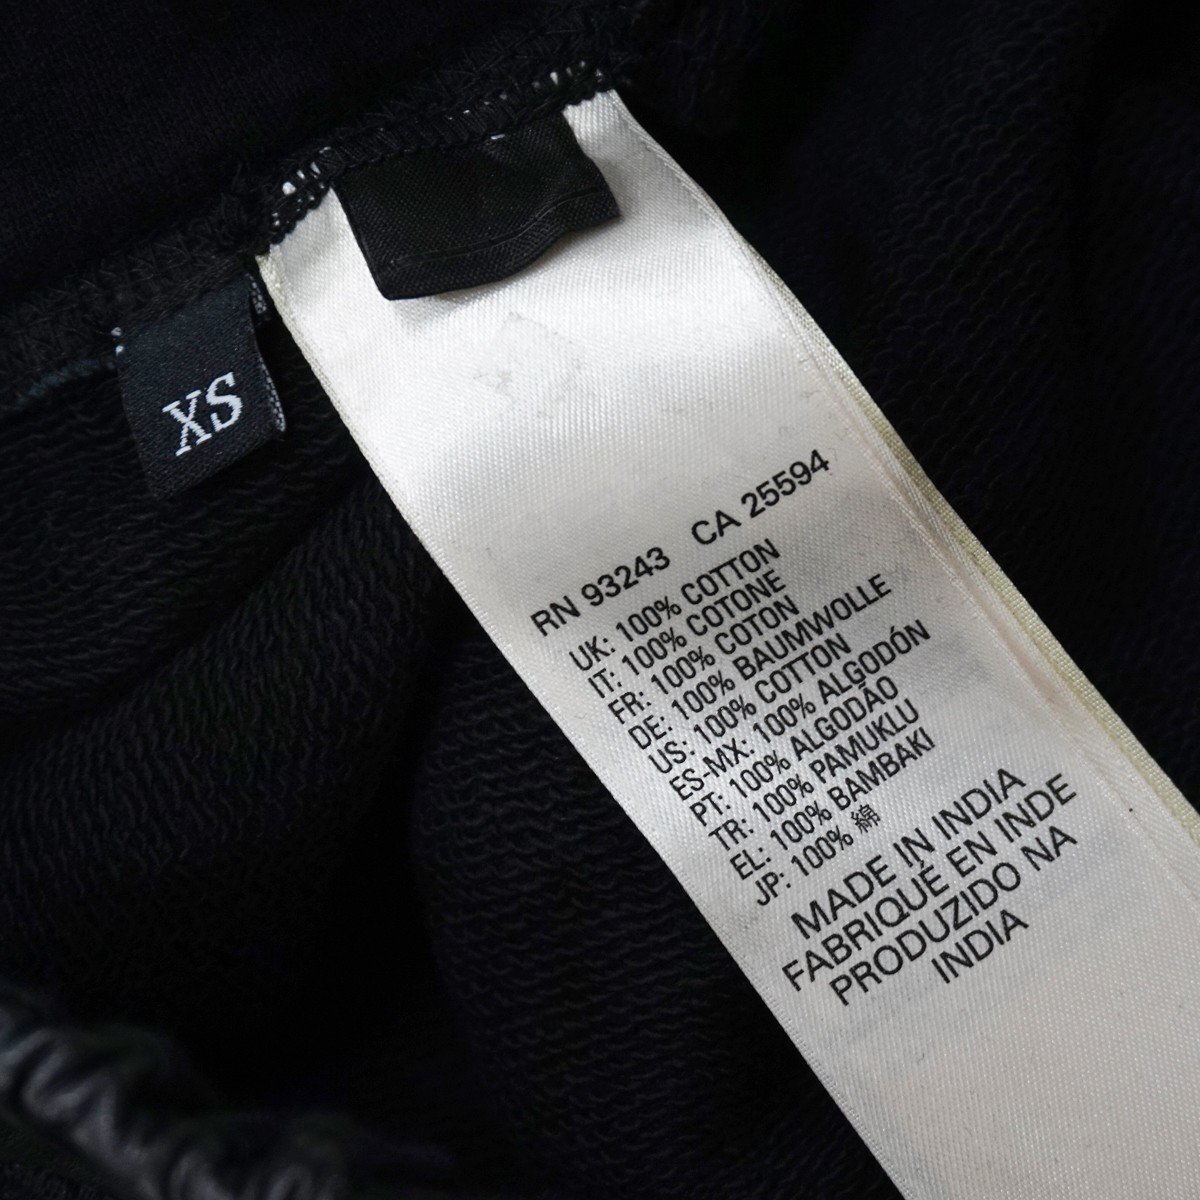 XS
RN 93243 CA 25594
UK: 100% COTTON
IT: 100% COTONE
FR: 100% COTON
DE: 100% BAUMWOLLE
US: 100% COTTON
ES-MX: 100% ALGODÓN
PT: 100% ALGODÃO
TR: 100% PAMUKLU
EL: 100% BAMBAKI
JP: 100% 綿
MADE IN INDIA
FABRIQUÉ EN INDE
PRODUZIDO NA
INDIA